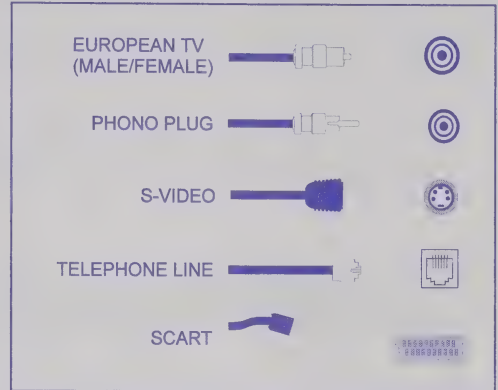 EUROPEAN TV
(MALE/FEMALE)
PHONO PLUG
S-VIDEO
TELEPHONE LINE
SCART